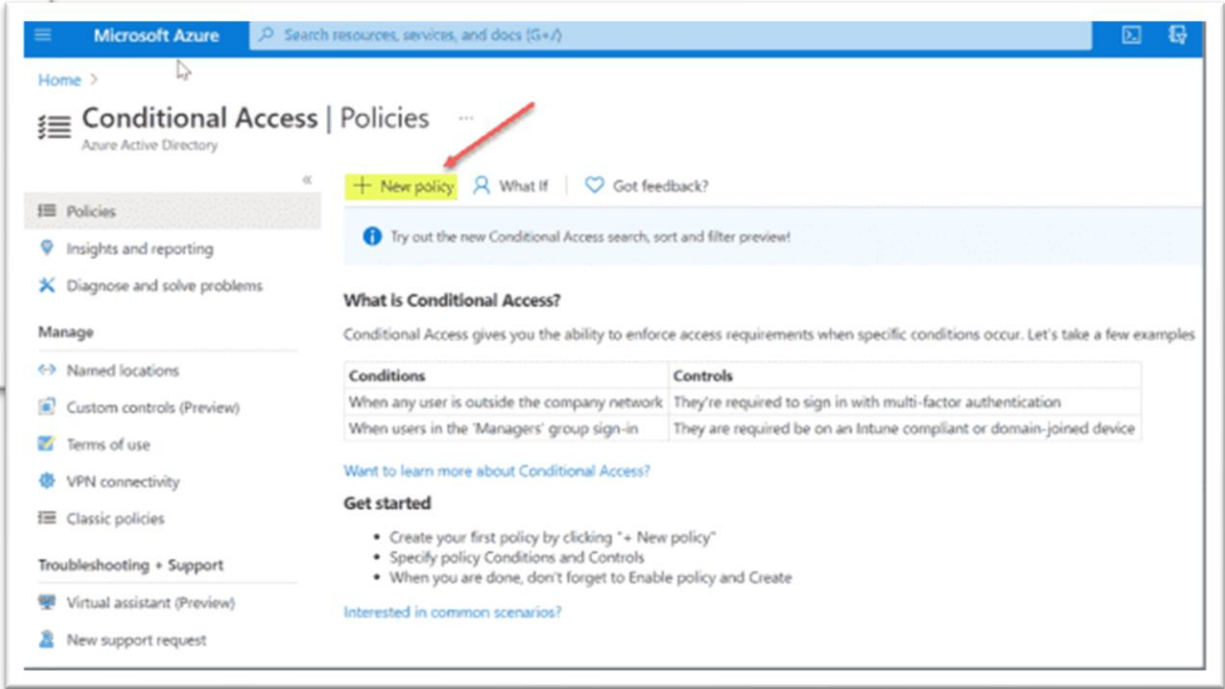 Microsoft Azure
Search resources, services, and docs (G+/)
Home >
Conditional Access | Policies ...
Azure Active Directory
«
+ New policy What If Got feedback?
Policies
Insights and reporting
Diagnose and solve problems
Manage
Named locations
Custom controls (Preview)
Terms of use
VPN connectivity
Classic policies
Troubleshooting + Support
Virtual assistant (Preview)
New support request
Try out the new Conditional Access search, sort and filter preview!
What is Conditional Access?
Conditional Access gives you the ability to enforce access requirements when specific conditions occur. Let's take a few examples
Conditions Controls
When any user is outside the company network They're required to sign in with multi-factor authentication
When users in the 'Managers' group sign-in They are required be on an Intune compliant or domain-joined device
Want to learn more about Conditional Access?
Get started
• Create your first policy by clicking "+ New policy"
• Specify policy Conditions and Controls
• When you are done, don't forget to Enable policy and Create
Interested in common scenarios?